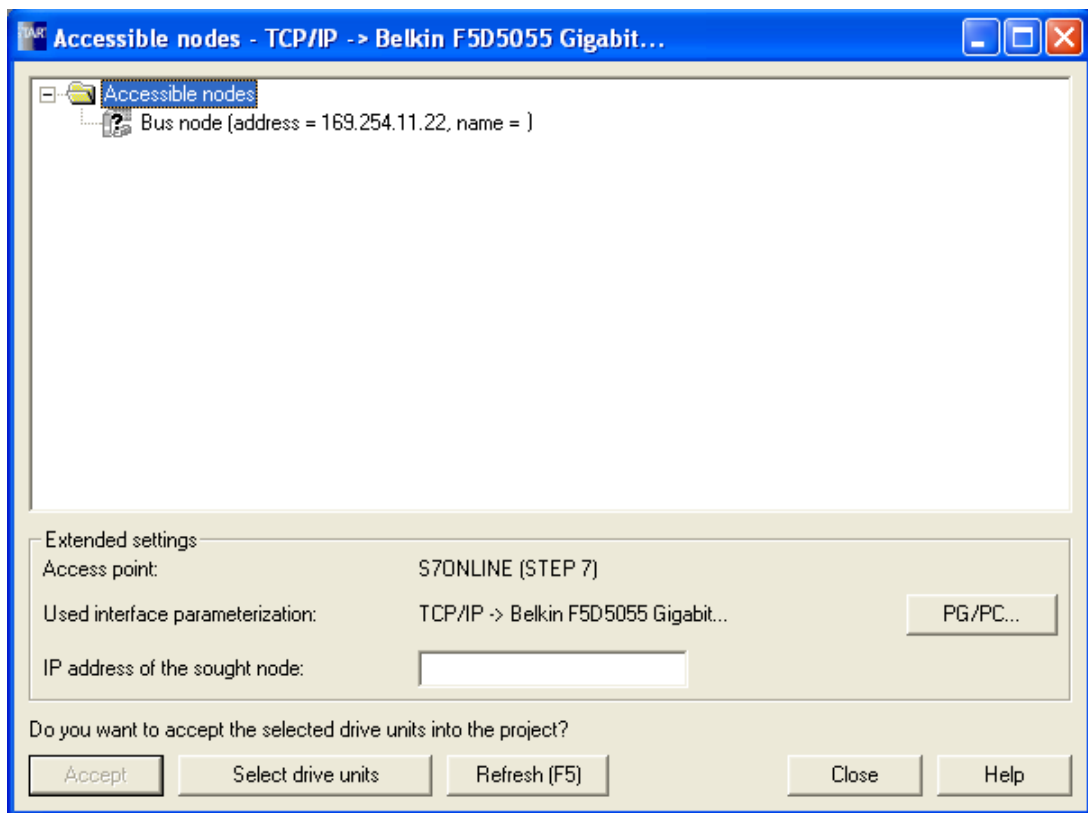 Accessible nodes - TCP/IP -> Belkin F5D5055 Gigabit...
Accessible nodes
Bus node (address = 169.254.11.22, name = )
Extended settings
Access point: S7ONLINE (STEP 7)
Used interface parameterization: TCP/IP -> Belkin F5D5055 Gigabit... PG/PC...
IP address of the sought node:
Do you want to accept the selected drive units into the project?
Accept Select drive units Refresh (F5) Close Help